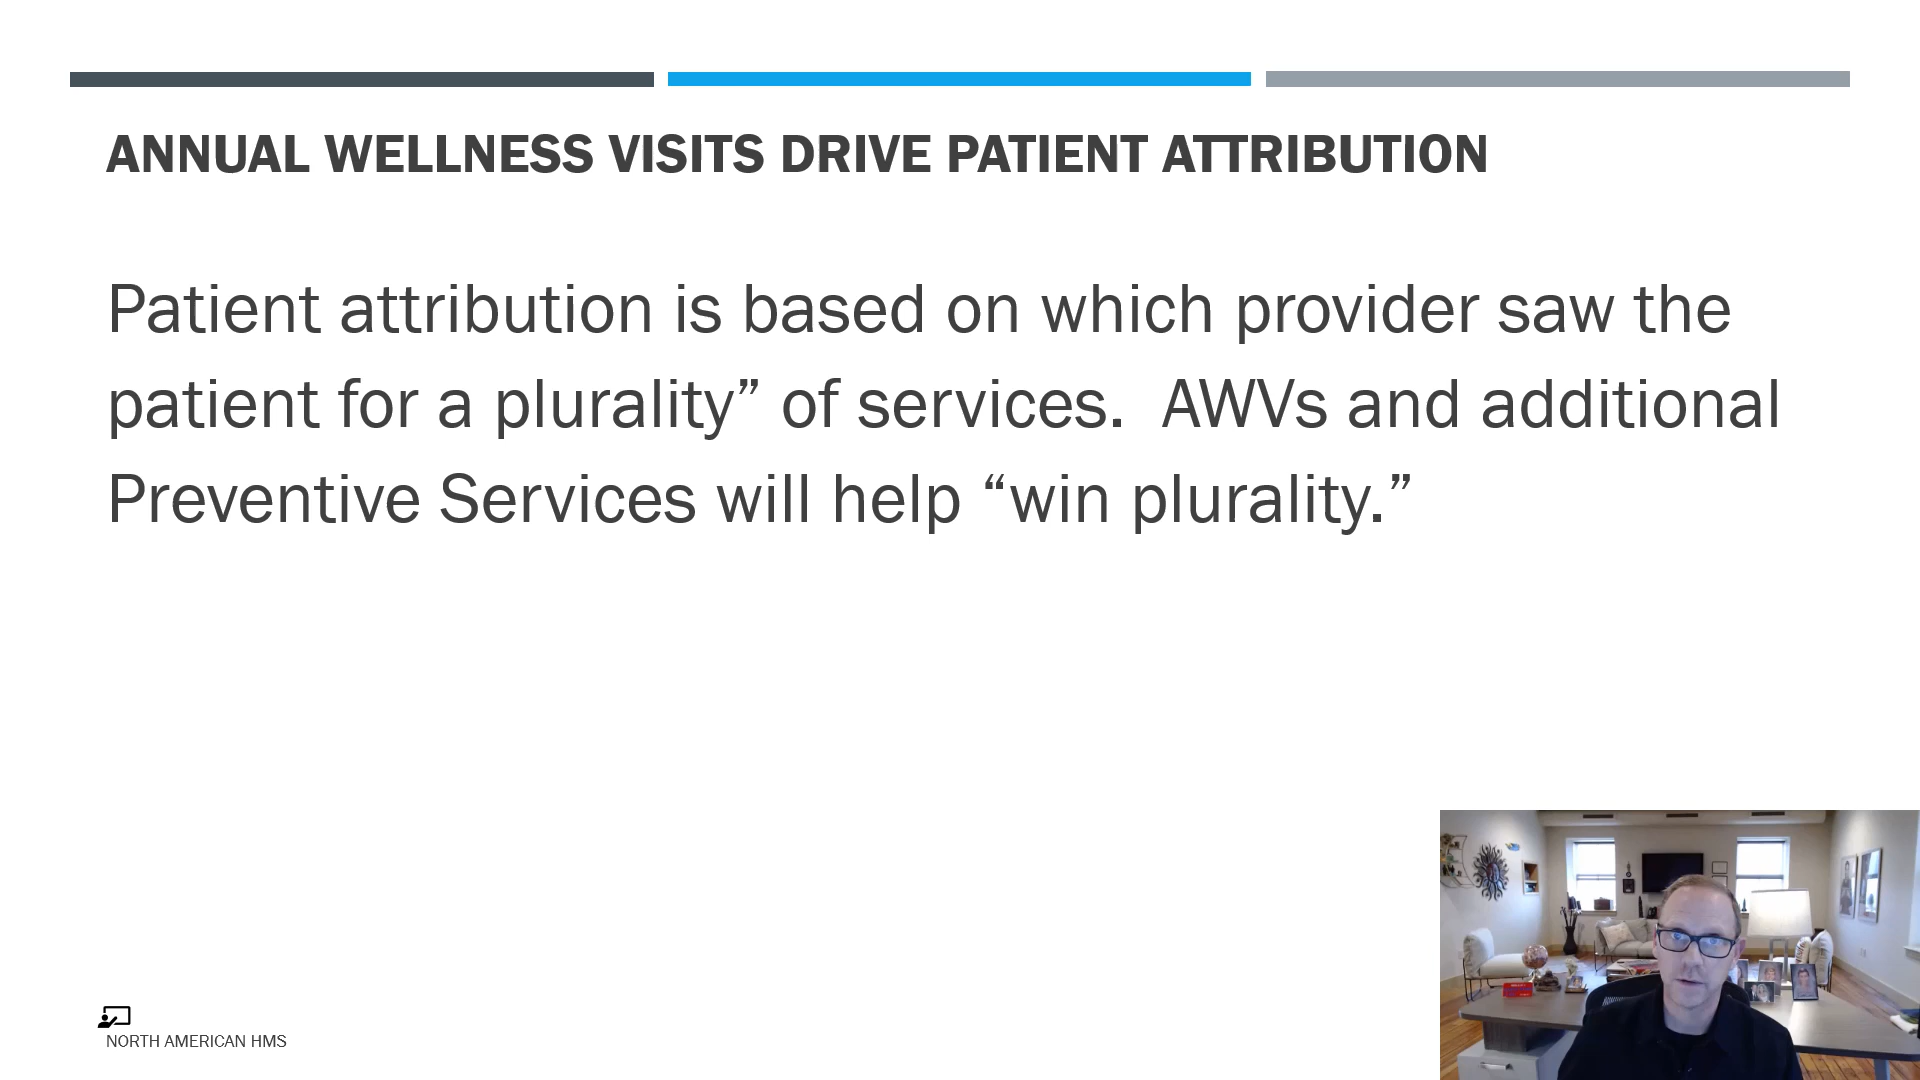 ANNUAL WELLNESS VISITS DRIVE PATIENT ATTRIBUTION
Patient attribution is based on which provider saw the
patient for a plurality” of services.  AWVs and additional
Preventive Services will help “win plurality.”
NORTH AMERICAN HMS